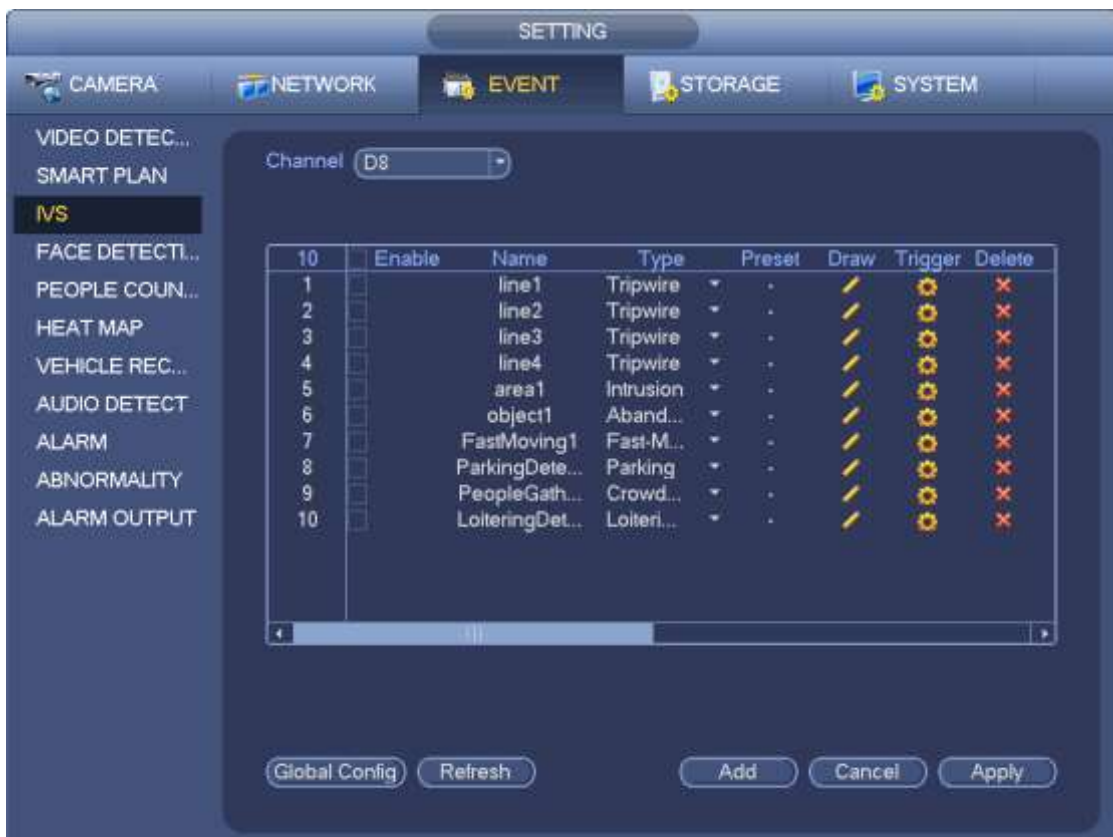 SETTING
CAMERA NETWORK EVENT STORAGE SYSTEM
VIDEO DETEC...
SMART PLAN
IVS
FACE DETECTI...
PEOPLE COUN...
HEAT MAP
VEHICLE REC...
AUDIO DETECT
ALARM
ABNORMALITY
ALARM OUTPUT
Channel D8
10 Enable Name Type Preset Draw Trigger Delete
1 line1 Tripwire -
2 line2 Tripwire -
3 line3 Tripwire -
4 line4 Tripwire -
5 area1 Intrusion -
6 object1 Aband... -
7 FastMoving1 Fast-M... -
8 ParkingDete... Parking -
9 PeopleGath... Crowd... -
10 LoiteringDet... Loiteri... -
Global Config Refresh Add Cancel Apply